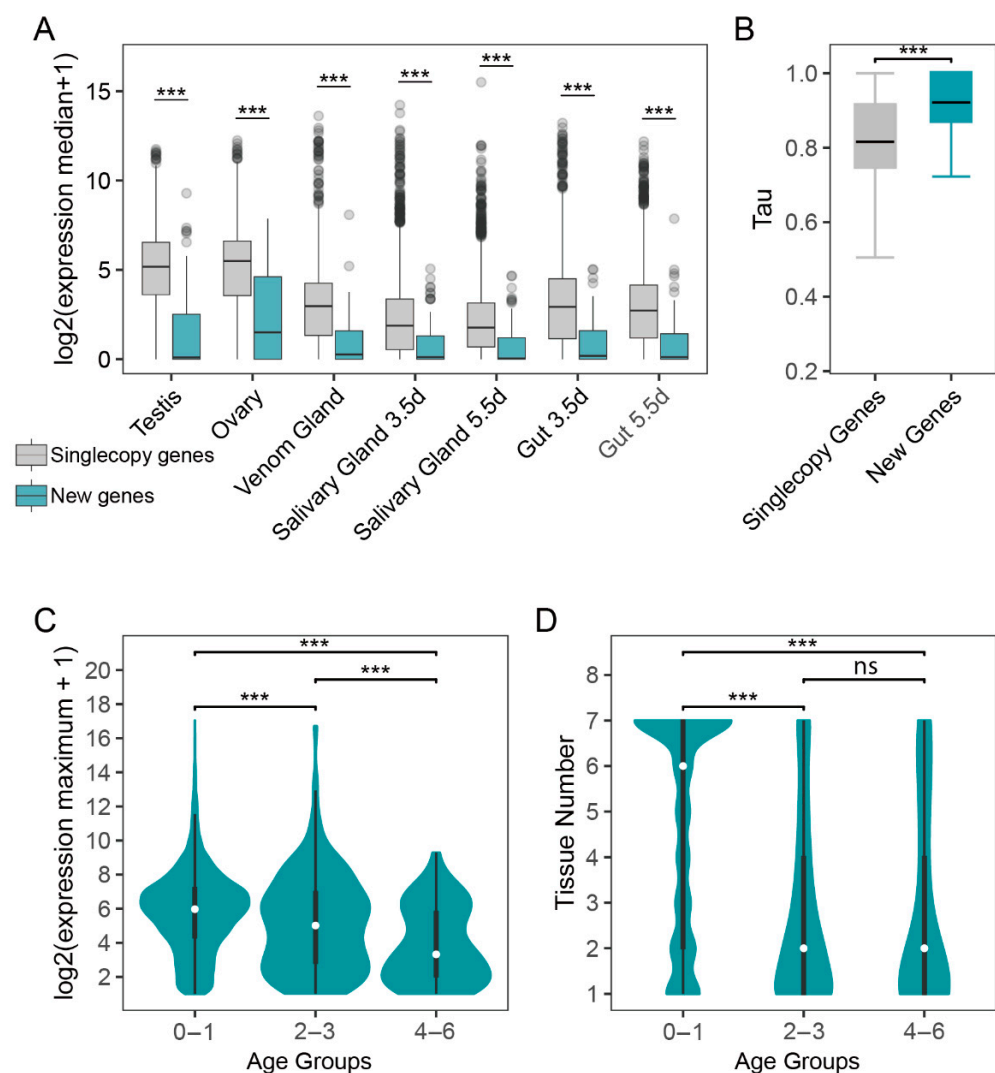 A
log2(expression median+1)
15
10
5
0
***
***
***
***
***
***
***
Testis
Ovary
Venom Gland
Salivary Gland 3.5d
Salivary Gland 5.5d
Gut 3.5d
Gut 5.5d
Singlecopy genes
New genes
B
Tau
1.0
0.8
0.6
0.4
0.2
***
Singlecopy Genes
New Genes
C
log2(expression maximum + 1)
20
18
16
14
12
10
8
6
4
2
***
***
***
0–1
2–3
4–6
Age Groups
D
Tissue Number
8
7
6
5
4
3
2
1
***
ns
***
0–1
2–3
4–6
Age Groups